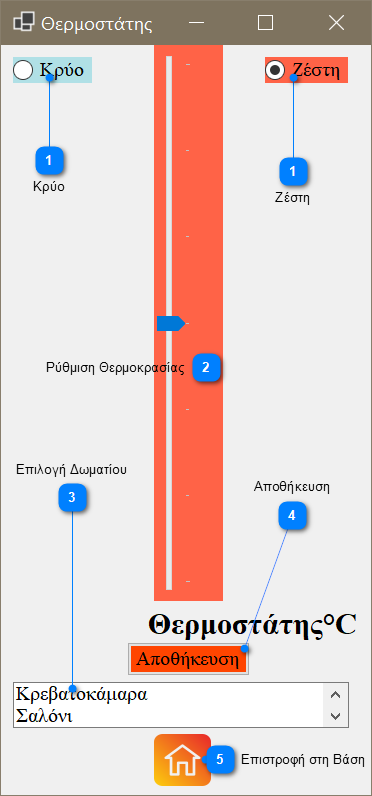 Θερμοστάτης
Κρύο
Ζέστη
1
1
Κρύο
Ζέστη
Ρύθμιση Θερμοκρασίας 2
Επιλογή Δωματίου
3
Αποθήκευση
4
Θερμοστάτης°C
Αποθήκευση
Κρεβατοκάμαρα
Σαλόνι
5 Επιστροφή στη Βάση